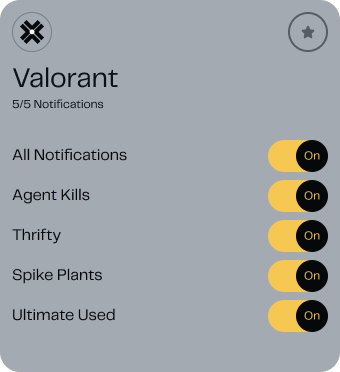 Valorant
5/5 Notifications
All Notifications On
Agent Kills On
Thrifty On
Spike Plants On
Ultimate Used On